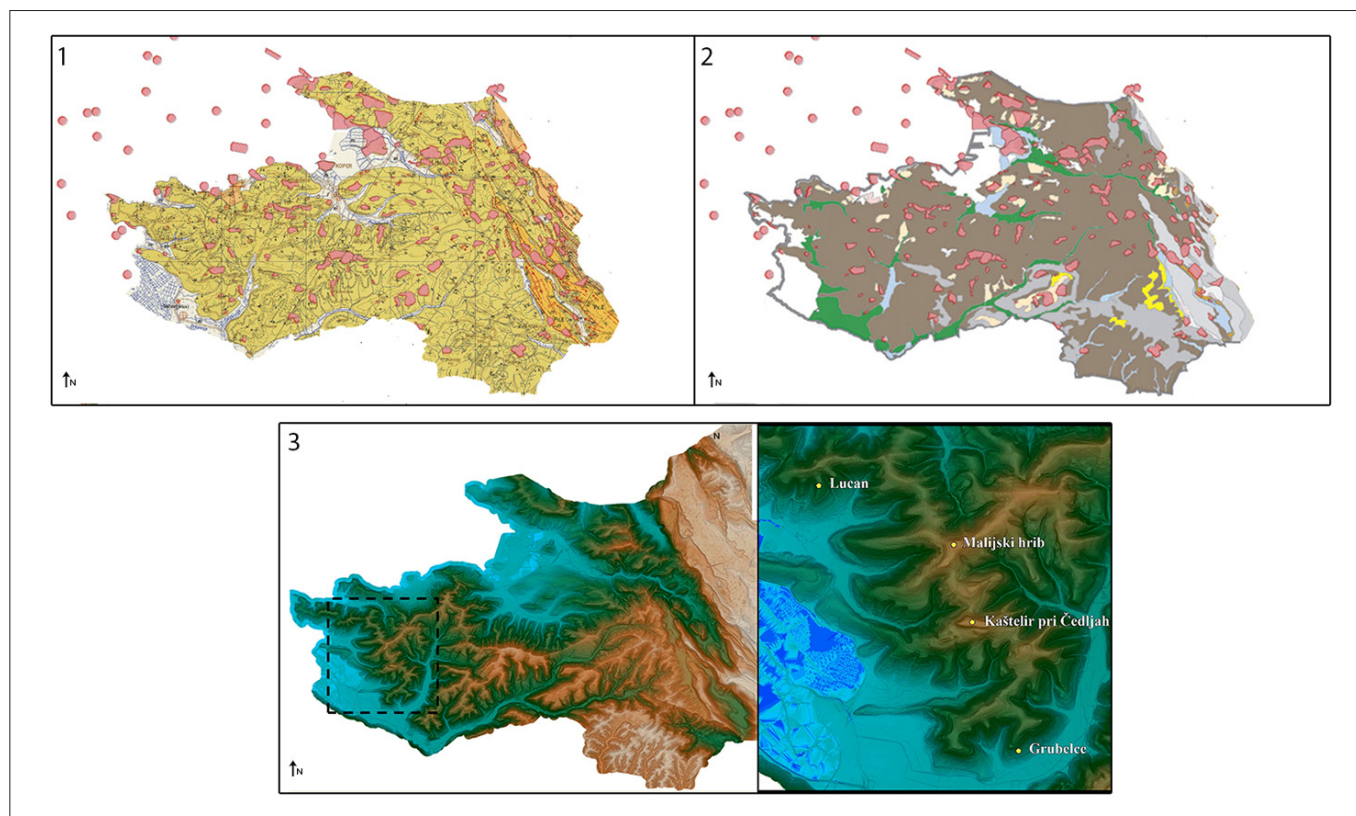 1
KOPER
N
2
N
3
N
Lucan
Malijski hrib
Kaštelir pri Čedljah
Grubelce
N